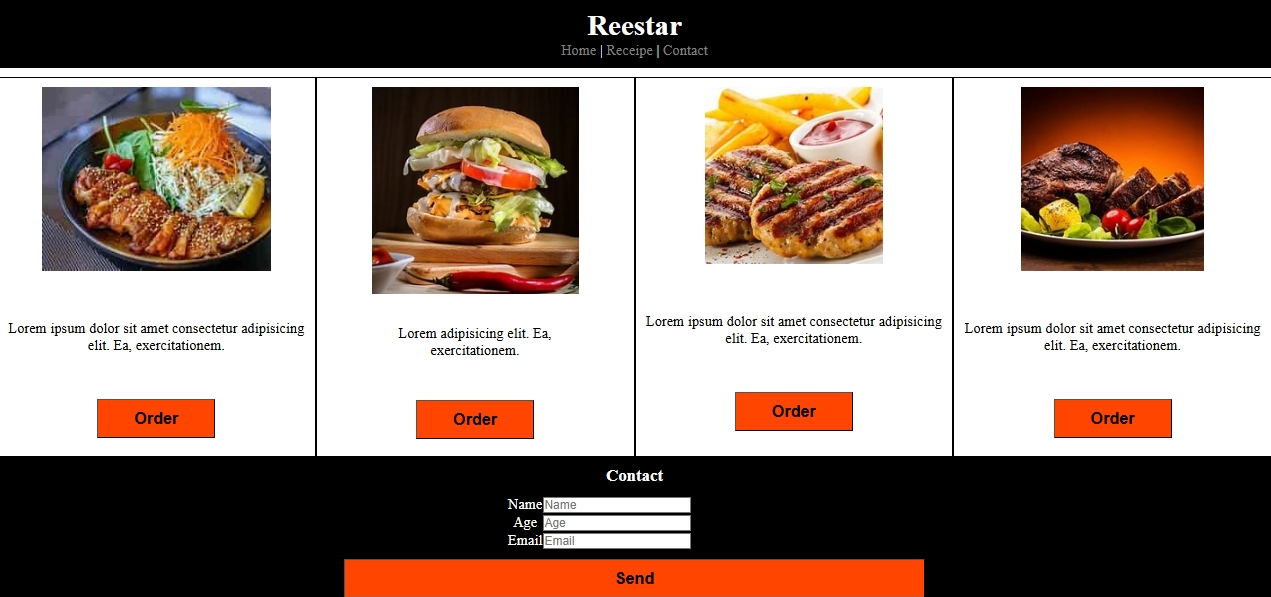 Reestar
Home | Receipe | Contact
Lorem ipsum dolor sit amet consectetur adipisicing
elit. Ea, exercitationem.
Order
Lorem adipisicing elit. Ea,
exercitationem.
Order
Lorem ipsum dolor sit amet consectetur adipisicing
elit. Ea, exercitationem.
Order
Lorem ipsum dolor sit amet consectetur adipisicing
elit. Ea, exercitationem.
Order
Contact
Name Name
Age Age
Email Email
Send